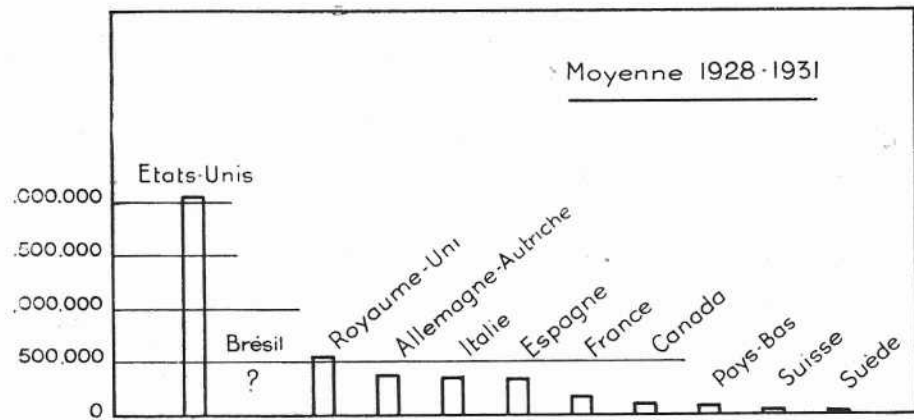 Moyenne 1928-1931
Etats-Unis
.000.000
.500.000
.000.000
500.000
0
Brésil
?
Royaume-Uni
Allemagne-Autriche
Italie
Espagne
France
Canada
Pays-Bas
Suisse
Suède